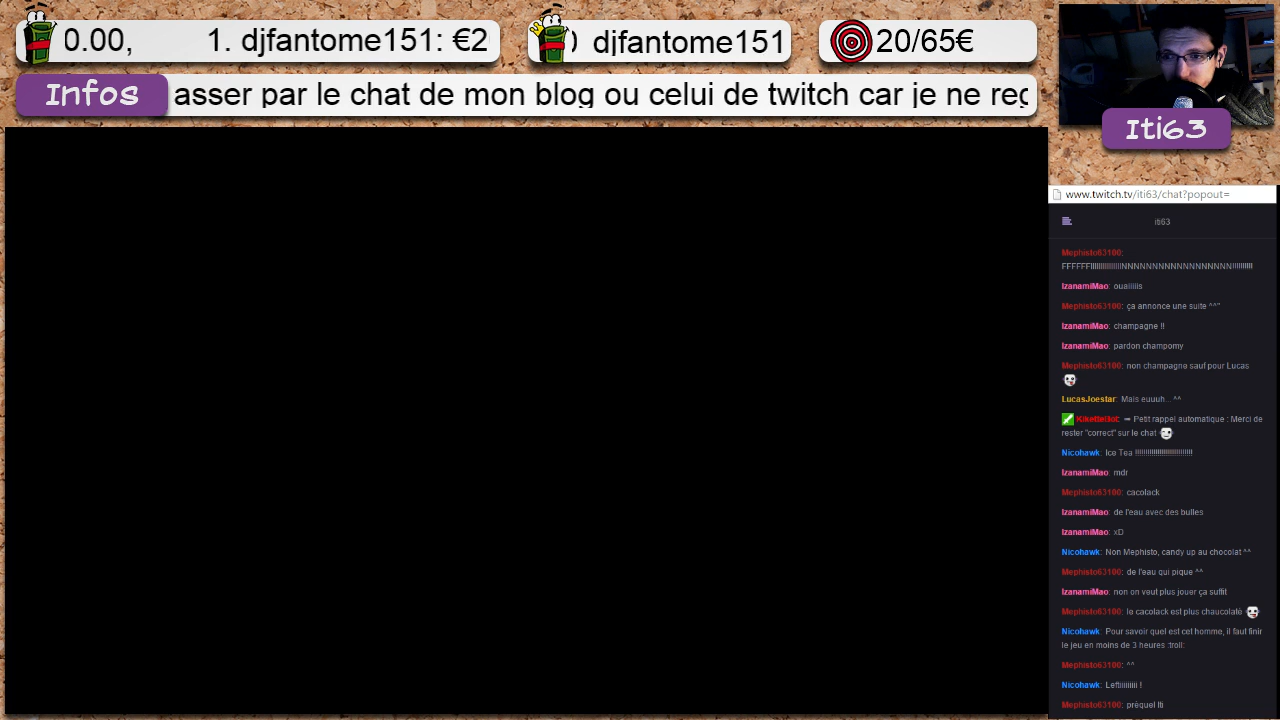 0.00, 1. djfantome151: €2
djfantome151
20/65€
Infos
asser par le chat de mon blog ou celui de twitch car je ne reg
Iti63
www.twitch.tv/iti63/chat?popout=
iti63
Mephisto63100:
IzanamiMao: ouaiiiis
Mephisto63100: ça annonce une suite ^^"
IzanamiMao: champagne !!
IzanamiMao: pardon champomy
Mephisto63100: non champagne sauf pour Lucas
LucasJoestar: Mais euuuh... ^^
KiketteBot: ➠ Petit rappel automatique : Merci de
rester "correct" sur le chat
Nicohawk: Ice Tea
IzanamiMao: mdr
Mephisto63100: cacolack
IzanamiMao: de l'eau avec des bulles
IzanamiMao: xD
Nicohawk: Non Mephisto, candy up au chocolat ^^
Mephisto63100: de l'eau qui pique ^^
IzanamiMao: non on veut plus jouer ça suffit
Mephisto63100: le cacolack est plus chaucolaté
Nicohawk: Pour savoir quel est cet homme, il faut finir
le jeu en moins de 3 heures :troll:
Mephisto63100: ^^
Nicohawk: Leftiiiiiiiii !
Mephisto63100: préquel Iti